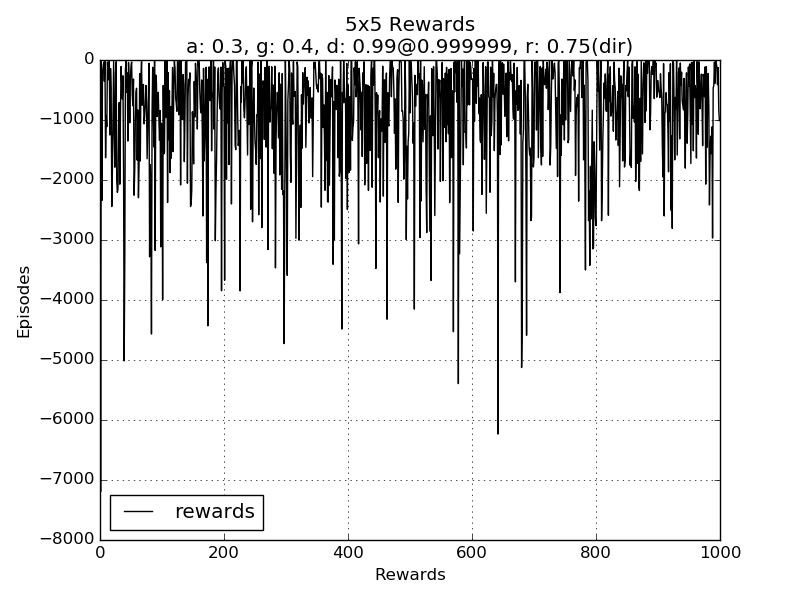 5x5 Rewards
a: 0.3, g: 0.4, d: 0.99@0.999999, r: 0.75(dir)
0
−1000
−2000
−3000
−4000
−5000
−6000
−7000
−8000
Episodes
rewards
0 200 400 600 800 1000
Rewards